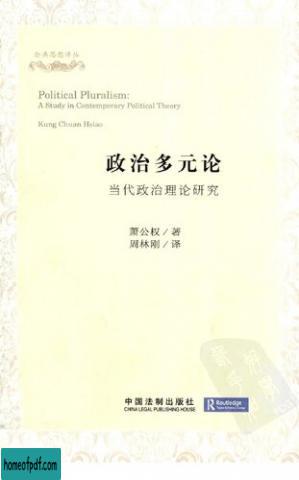 公共思想译丛
Political Pluralism:
A Study in Contemporary Political Theory
Kung Chuan Hsiao
政治多元论
当代政治理论研究
萧公权／著
周林刚／译
中国法制出版社
CHINA LEGAL PUBLISHING HOUSE
R Routledge
homeofpdf.com